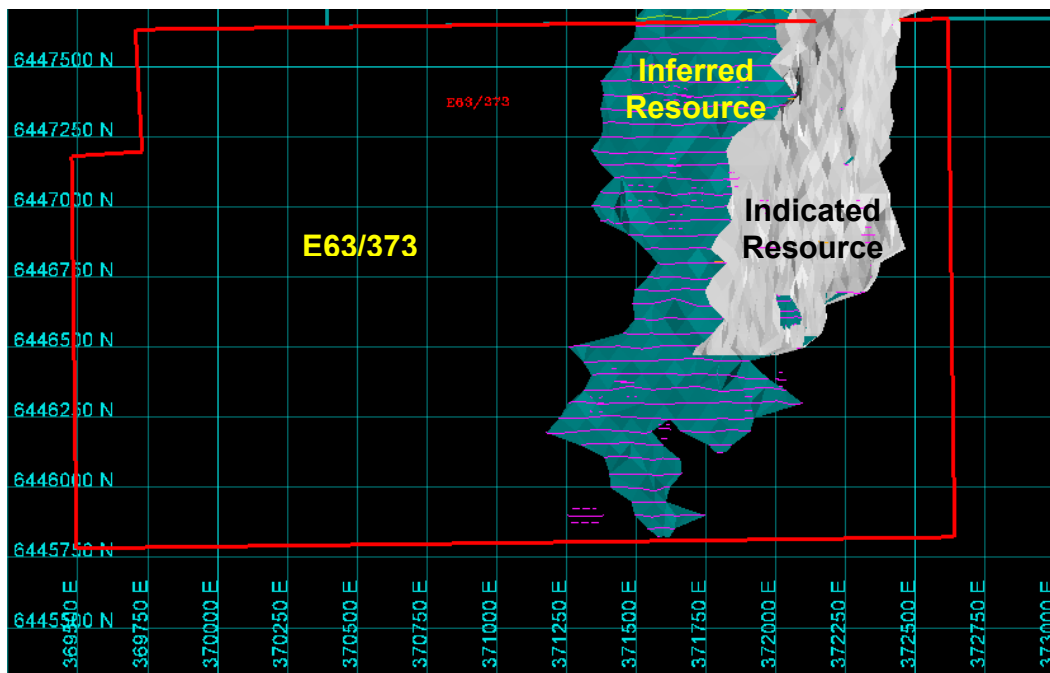 6447500 N
Inferred
Resource
E63/373
6447250 N
6447000 N
Indicated
Resource
E63/373
6446750 N
6446500 N
6446250 N
6446000 N
6445750 N
6445500 N
369500 E
369750 E
370000 E
370250 E
370500 E
370750 E
371000 E
371250 E
371500 E
371750 E
372000 E
372250 E
372500 E
372750 E
373000 E